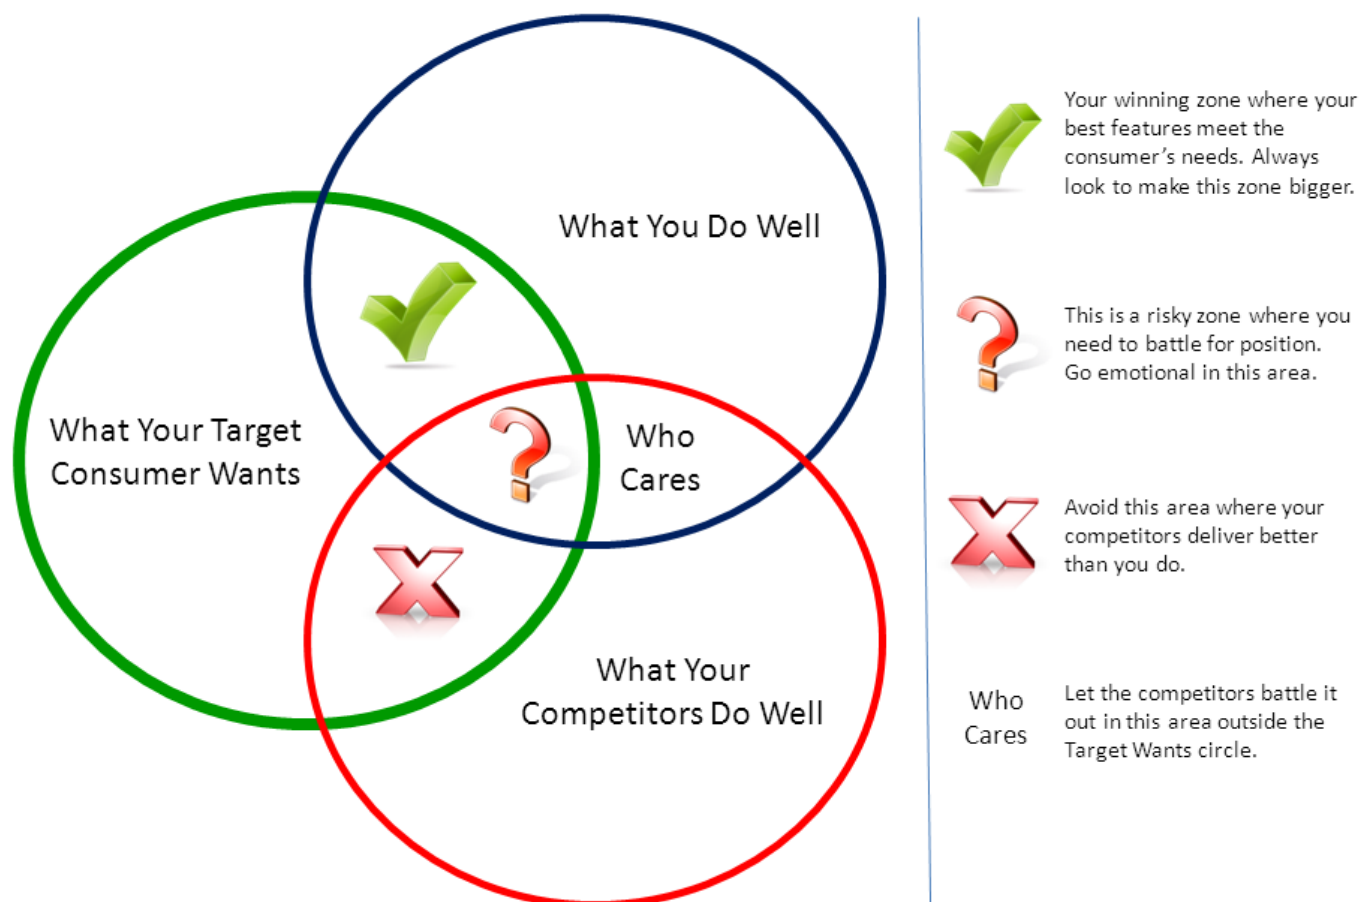 What You Do Well
What Your Target
Consumer Wants
Who
Cares
What Your
Competitors Do Well
Your winning zone where your
best features meet the
consumer’s needs. Always
look to make this zone bigger.
This is a risky zone where you
need to battle for position.
Go emotional in this area.
Avoid this area where your
competitors deliver better
than you do.
Who
Cares
Let the competitors battle it
out in this area outside the
Target Wants circle.